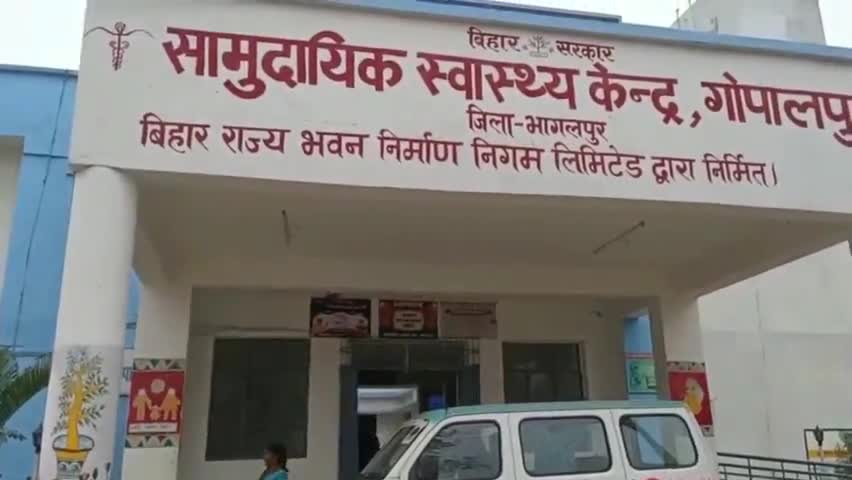 बिहार सरकार
सामुदायिक स्वास्थ्य केन्द्र, गोपालपु
जिला-भागलपुर
बिहार राज्य भवन निर्माण निगम लिमिटेड द्वारा निर्मित।